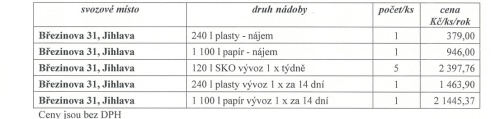 svozové místo druh nádoby počet/ks cena
Kč/ks/rok
Březinova 31, Jihlava 240 l plasty - nájem 1 379,00
Březinova 31, Jihlava 1 100 l papír - nájem 1 946,00
Březinova 31, Jihlava 120 l SKO vývoz 1 x týdně 5 2 397,76
Březinova 31, Jihlava 240 l plasty vývoz 1 x za 14 dní 1 1 463,90
Březinova 31, Jihlava 1 100 l papír vývoz 1 x za 14 dní 1 2 1445,37
Ceny jsou bez DPH